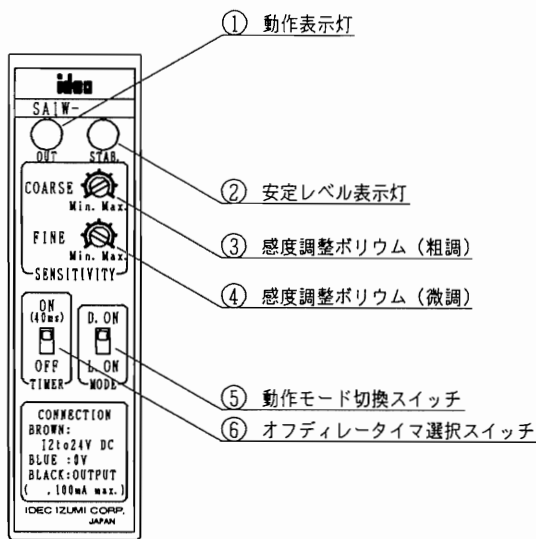 ① 動作表示灯
idec
SA1W-
OUT STAB.
② 安定レベル表示灯
COARSE
Min. Max.
③ 感度調整ボリウム（粗調）
FINE
Min. Max.
SENSITIVITY
④ 感度調整ボリウム（微調）
ON
(40ms)
OFF
TIMER
D. ON
L. ON
MODE
⑤ 動作モード切換スイッチ
⑥ オフディレータイマ選択スイッチ
CONNECTION
BROWN:
12to24V DC
BLUE :0V
BLACK:OUTPUT
( ,100mA max.)
IDEC IZUMI CORP.
JAPAN